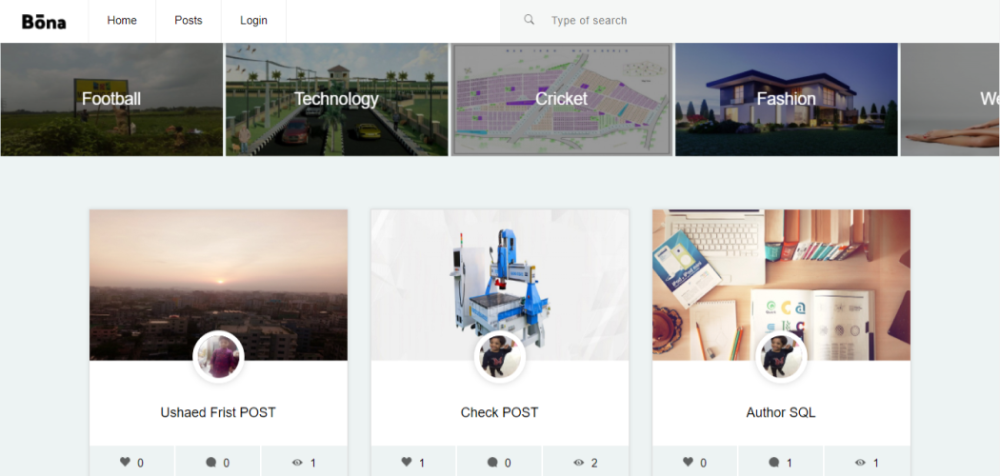 Bōna
Home
Posts
Login
Type of search
Football
Technology
Cricket
Fashion
Ushaed Frist POST
Check POST
Author SQL
0
0
1
1
0
2
0
1
1